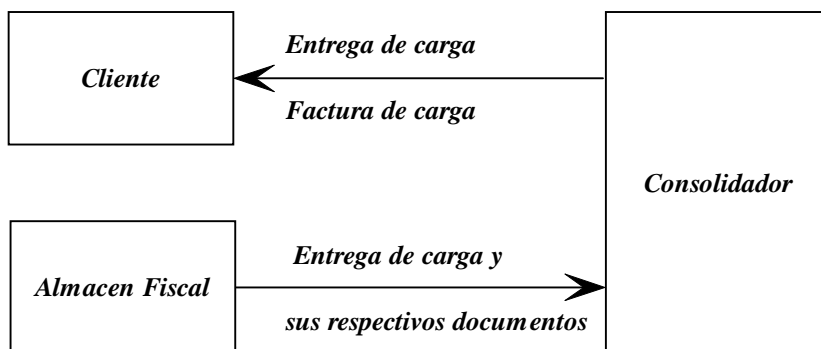 Entrega de carga
Cliente
Factura de carga
Consolidador
Entrega de carga y
Almacen Fiscal
sus respectivos documentos